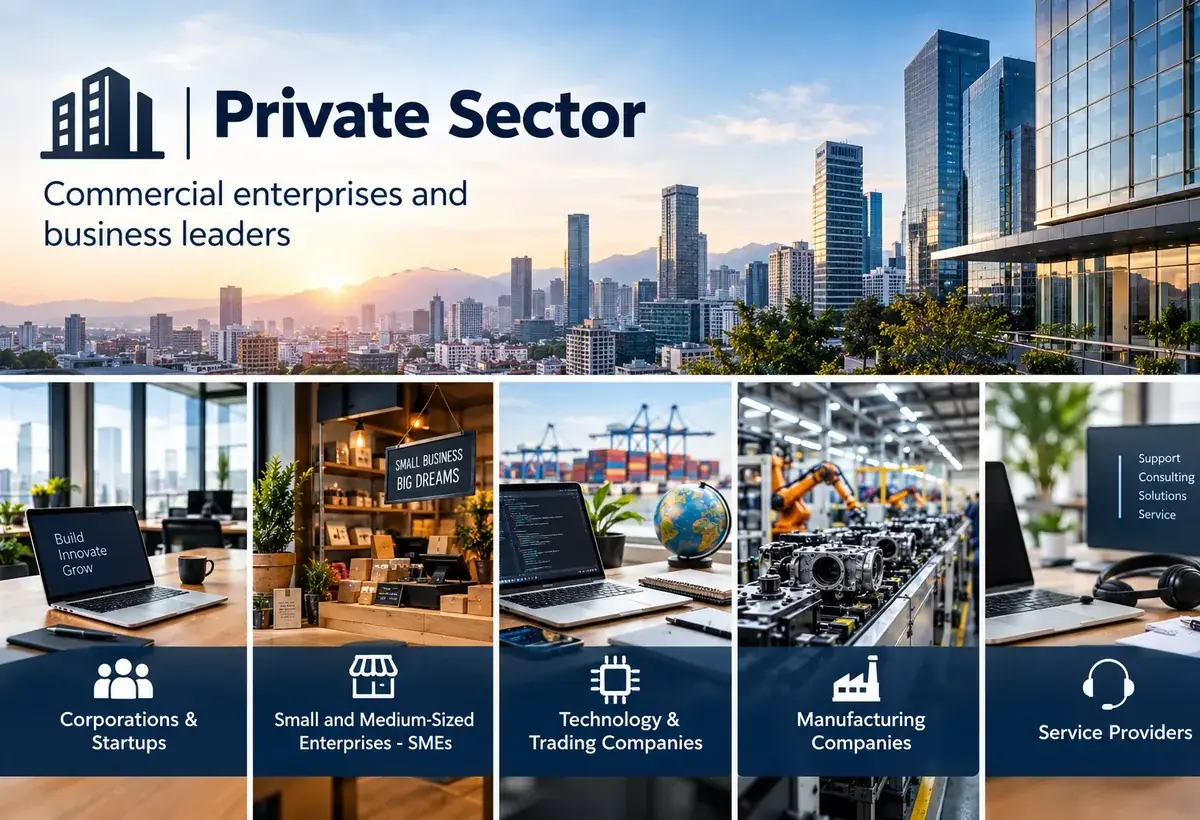 Private Sector
Commercial enterprises and
business leaders
Build
Innovate
Grow
SMALL BUSINESS
BIG DREAMS
Support
Consulting
Solutions
Service
Corporations &
Startups
Small and Medium-Sized
Enterprises - SMEs
Technology &
Trading Companies
Manufacturing
Companies
Service Providers